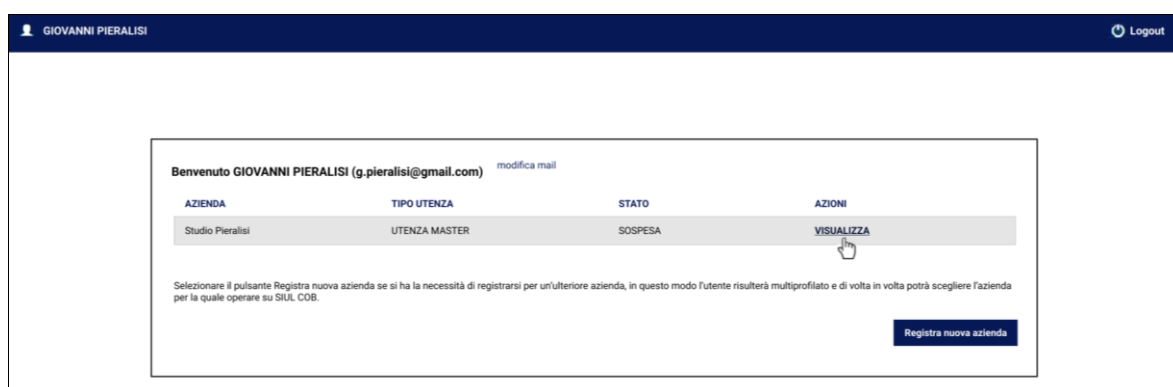 GIOVANNI PIERALISI
Logout
Benvenuto GIOVANNI PIERALISI (g.pieralisi@gmail.com) modifica mail
AZIENDA TIPO UTENZA STATO AZIONI
Studio Pieralisi UTENZA MASTER SOSPESA VISUALIZZA
Selezionare il pulsante Registra nuova azienda se si ha la necessità di registrarsi per un'ulteriore azienda, in questo modo l'utente risulterà multiprofilato e di volta in volta potrà scegliere l'azienda
per la quale operare su SIUL COB.
Registra nuova azienda